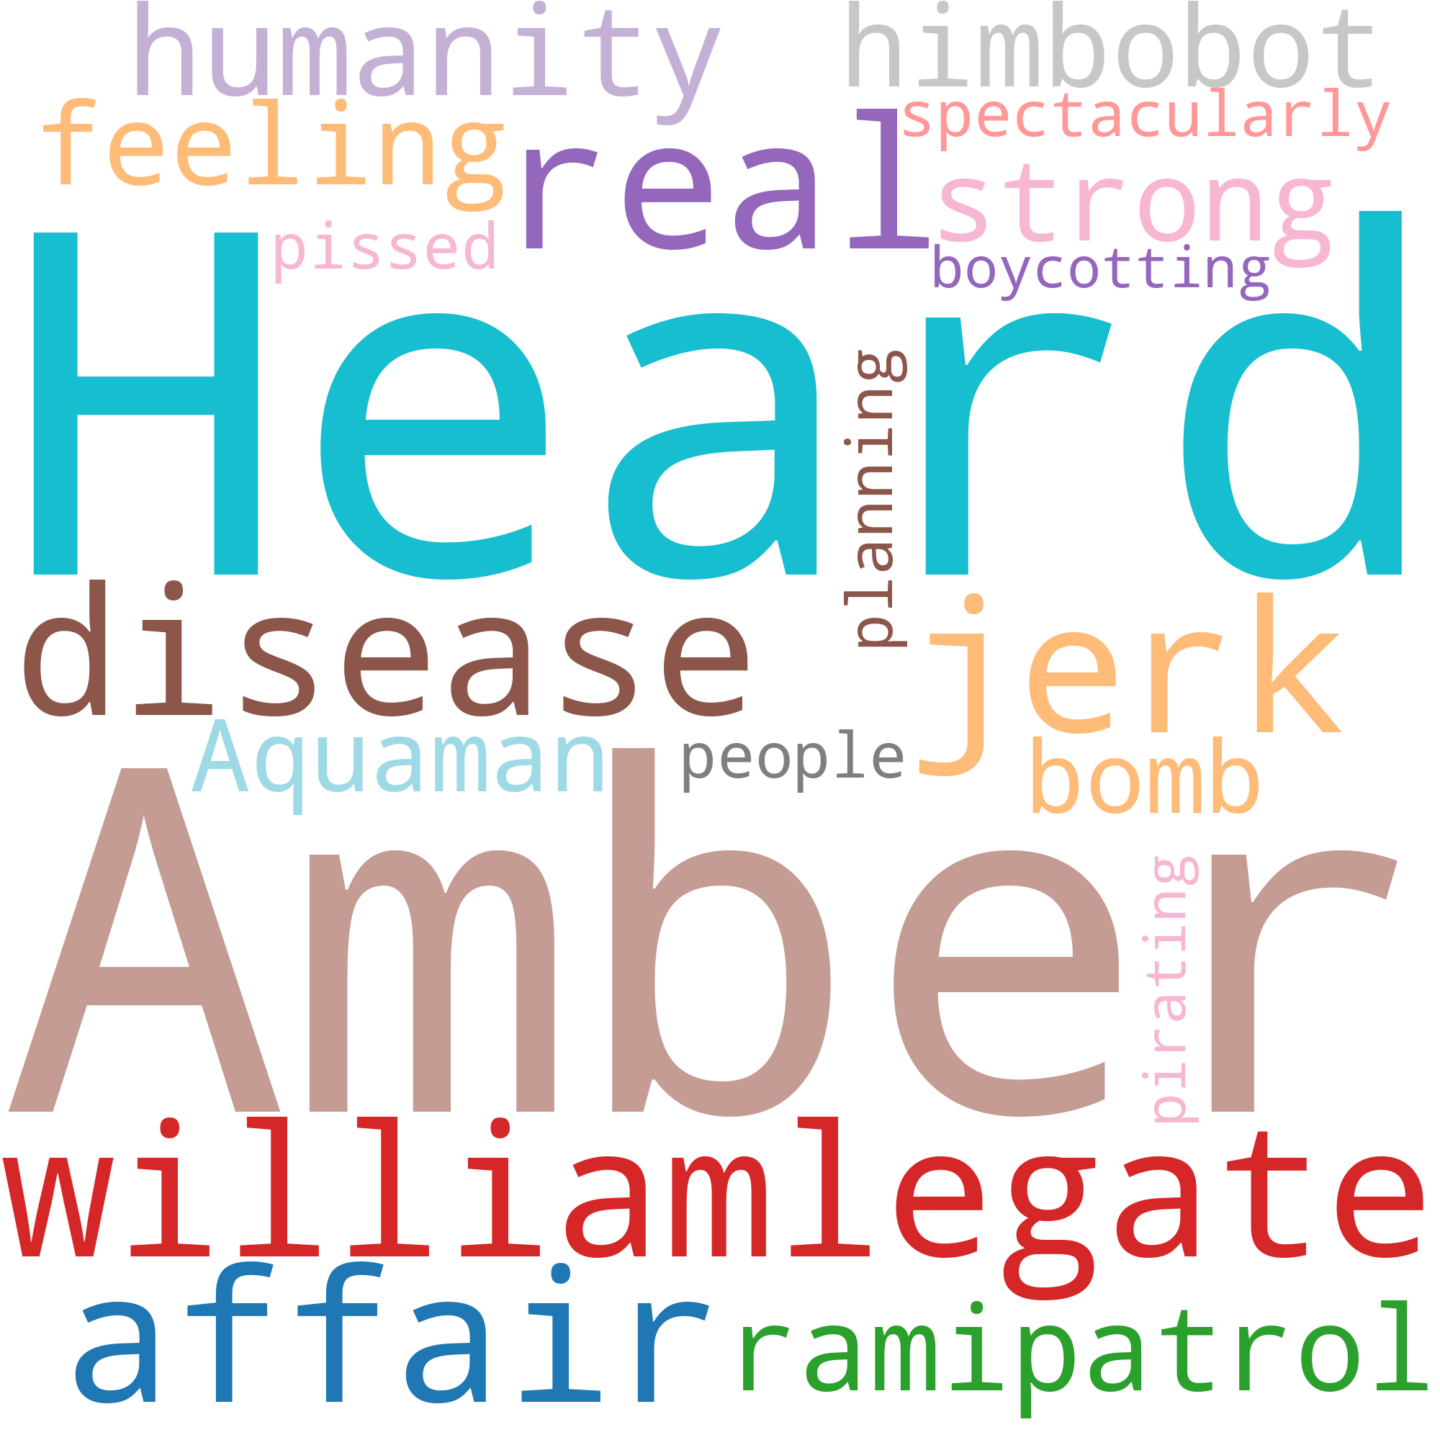 humanity himbobot
feeling real spectacularly
strong
pissed boycotting
Heard
planning
disease jerk
Aquaman people bomb
Amber
pirating
williamlegate
affair ramipatrol